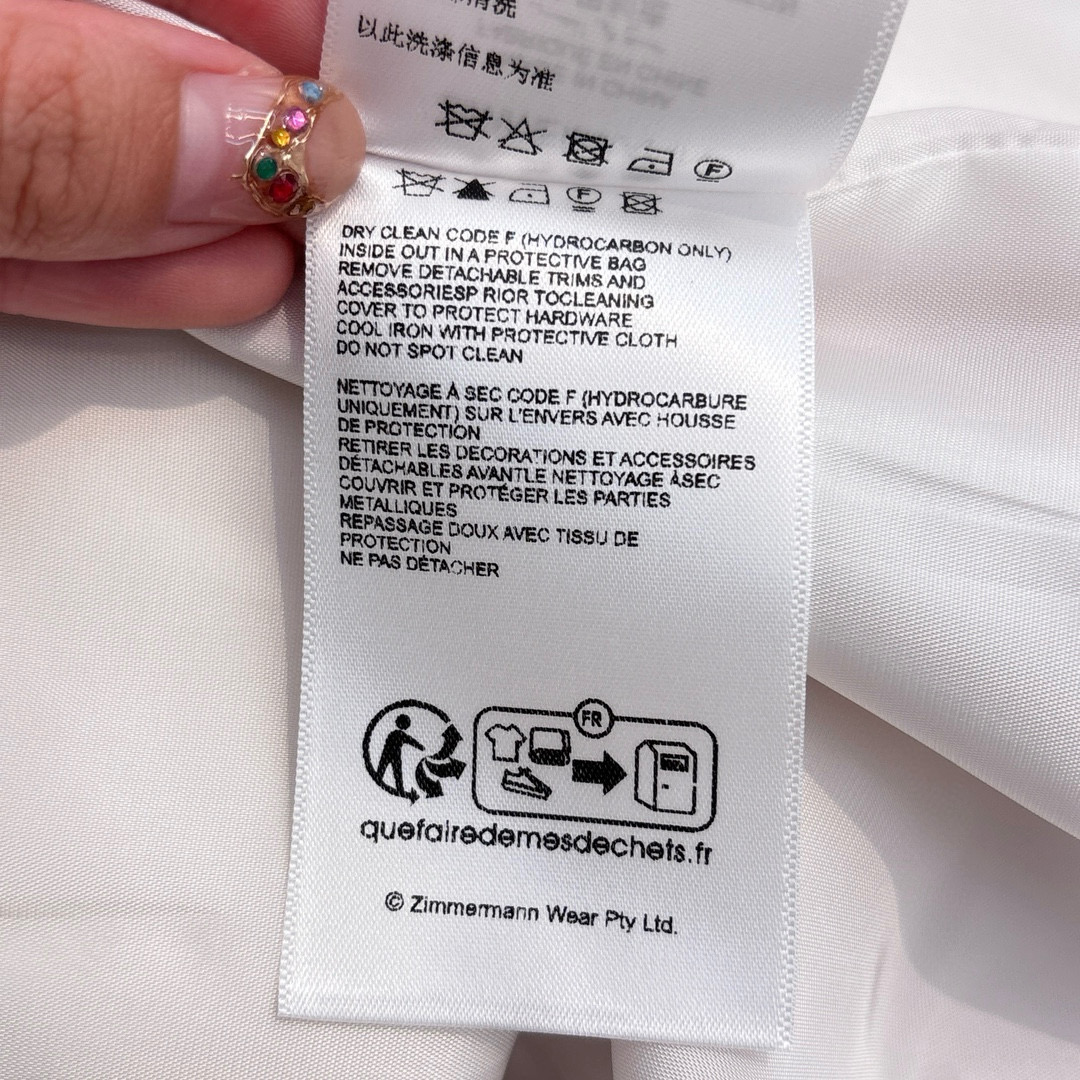 以此洗涤信息为准
F
F
DRY CLEAN CODE F (HYDROCARBON ONLY)
INSIDE OUT IN A PROTECTIVE BAG
REMOVE DETACHABLE TRIMS AND
ACCESSORIESP RIOR TOCLEANING
COVER TO PROTECT HARDWARE
COOL IRON WITH PROTECTIVE CLOTH
DO NOT SPOT CLEAN
NETTOYAGE À SEC CODE F (HYDROCARBURE
UNIQUEMENT) SUR L'ENVERS AVEC HOUSSE
DE PROTECTION
RETIRER LES DECORATIONS ET ACCESSOIRES
DÉTACHABLES AVANTLE NETTOYAGE ÀSEC
COUVRIR ET PROTÉGER LES PARTIES
METALLIQUES
REPASSAGE DOUX AVEC TISSU DE
PROTECTION
NE PAS DÉTACHER
FR
quefairedemesdechets.fr
© Zimmermann Wear Pty Ltd.